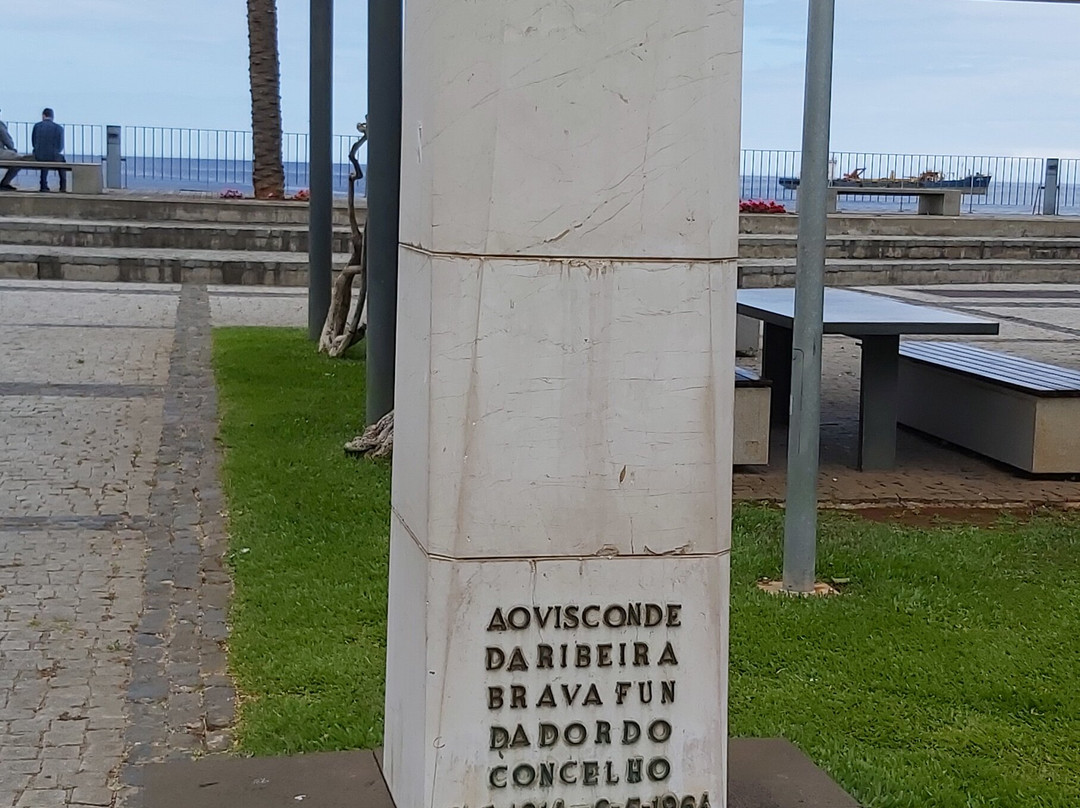 AO VISCONDE
DA RIBEIRA
BRAVA FUN
DADOR DO
CONCELHO